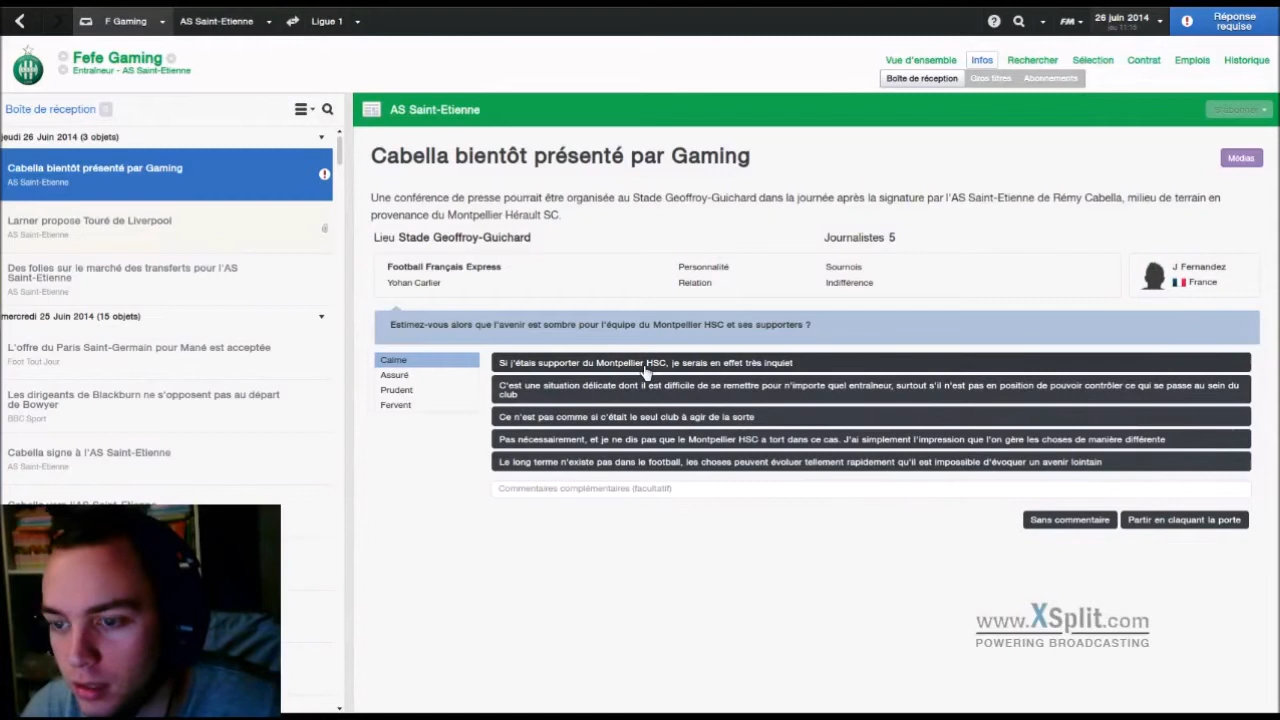 F Gaming
AS Saint-Etienne
Ligue 1
FM
26 juin 2014
jeu 11:15
Réponse
requise
Fefe Gaming
Entraîneur - AS Saint-Etienne
Vue d'ensemble
Infos
Rechercher
Sélection
Contrat
Emplois
Historique
Boîte de réception
Gros titres
Abonnements
Boîte de réception
AS Saint-Etienne
S'abonner
jeudi 26 Juin 2014 (3 objets)
Cabella bientôt présenté par Gaming
AS Saint-Etienne
Larner propose Touré de Liverpool
AS Saint-Etienne
Des folies sur le marché des transferts pour l'AS
Saint-Etienne
AS Saint-Etienne
mercredi 25 Juin 2014 (15 objets)
L'offre du Paris Saint-Germain pour Mané est acceptée
Foot Tout Jour
Les dirigeants de Blackburn ne s'opposent pas au départ
de Bowyer
BBC Sport
Cabella signe à l'AS Saint-Etienne
AS Saint-Etienne
Cabella vers l'AS Saint-Etienne
Cabella bientôt présenté par Gaming
Médias
Une conférence de presse pourrait être organisée au Stade Geoffroy-Guichard dans la journée après la signature par l'AS Saint-Etienne de Rémy Cabella, milieu de terrain en
provenance du Montpellier Hérault SC.
Lieu Stade Geoffroy-Guichard
Journalistes 5
Football Français Express
Personnalité
Sournois
Yohan Carlier
Relation
Indifférence
J Fernandez
France
Estimez-vous alors que l'avenir est sombre pour l'équipe du Montpellier HSC et ses supporters ?
Calme
Assuré
Prudent
Fervent
Si j'étais supporter du Montpellier HSC, je serais en effet très inquiet
C'est une situation délicate dont il est difficile de se remettre pour n'importe quel entraîneur, surtout s'il n'est pas en position de pouvoir contrôler ce qui se passe au sein du
club
Ce n'est pas comme si c'était le seul club à agir de la sorte
Pas nécessairement, et je ne dis pas que le Montpellier HSC a tort dans ce cas. J'ai simplement l'impression que l'on gère les choses de manière différente
Le long terme n'existe pas dans le football, les choses peuvent évoluer tellement rapidement qu'il est impossible d'évoquer un avenir lointain
Commentaires complémentaires (facultatif)
Sans commentaire
Partir en claquant la porte
www.XSplit.com
POWERING BROADCASTING